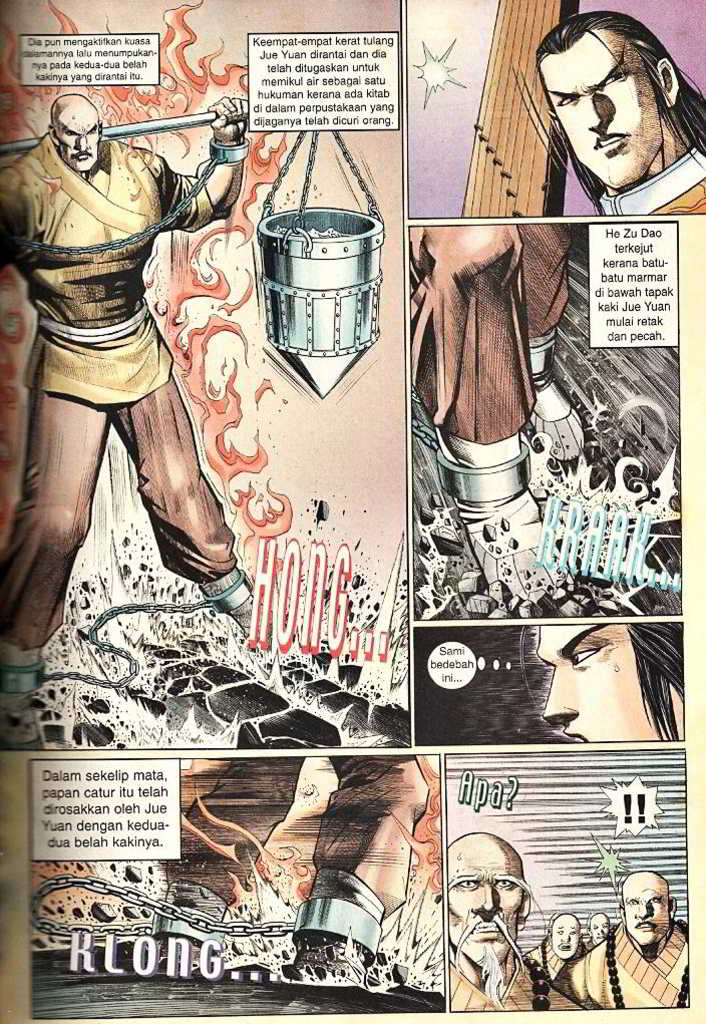 Dia pun mengaktifkan kuasa
dalamannya lalu menumpukan-
nya pada kedua-dua belah
kakinya yang dirantai itu.
Keempat-empat kerat tulang
Jue Yuan dirantai dan dia
telah ditugaskan untuk
memikul air sebagai satu
hukuman kerana ada kitab
di dalam perpustakaan yang
dijaganya telah dicuri orang.
HONG...
He Zu Dao
terkejut
kerana batu-
batu marmar
di bawah tapak
kaki Jue Yuan
mulai retak
dan pecah.
KRAAK...
Sami
bedebah
ini...
Dalam sekelip mata,
papan catur itu telah
dirosakkan oleh Jue
Yuan dengan kedua-
dua belah kakinya.
KLONG...
Apa?
!!